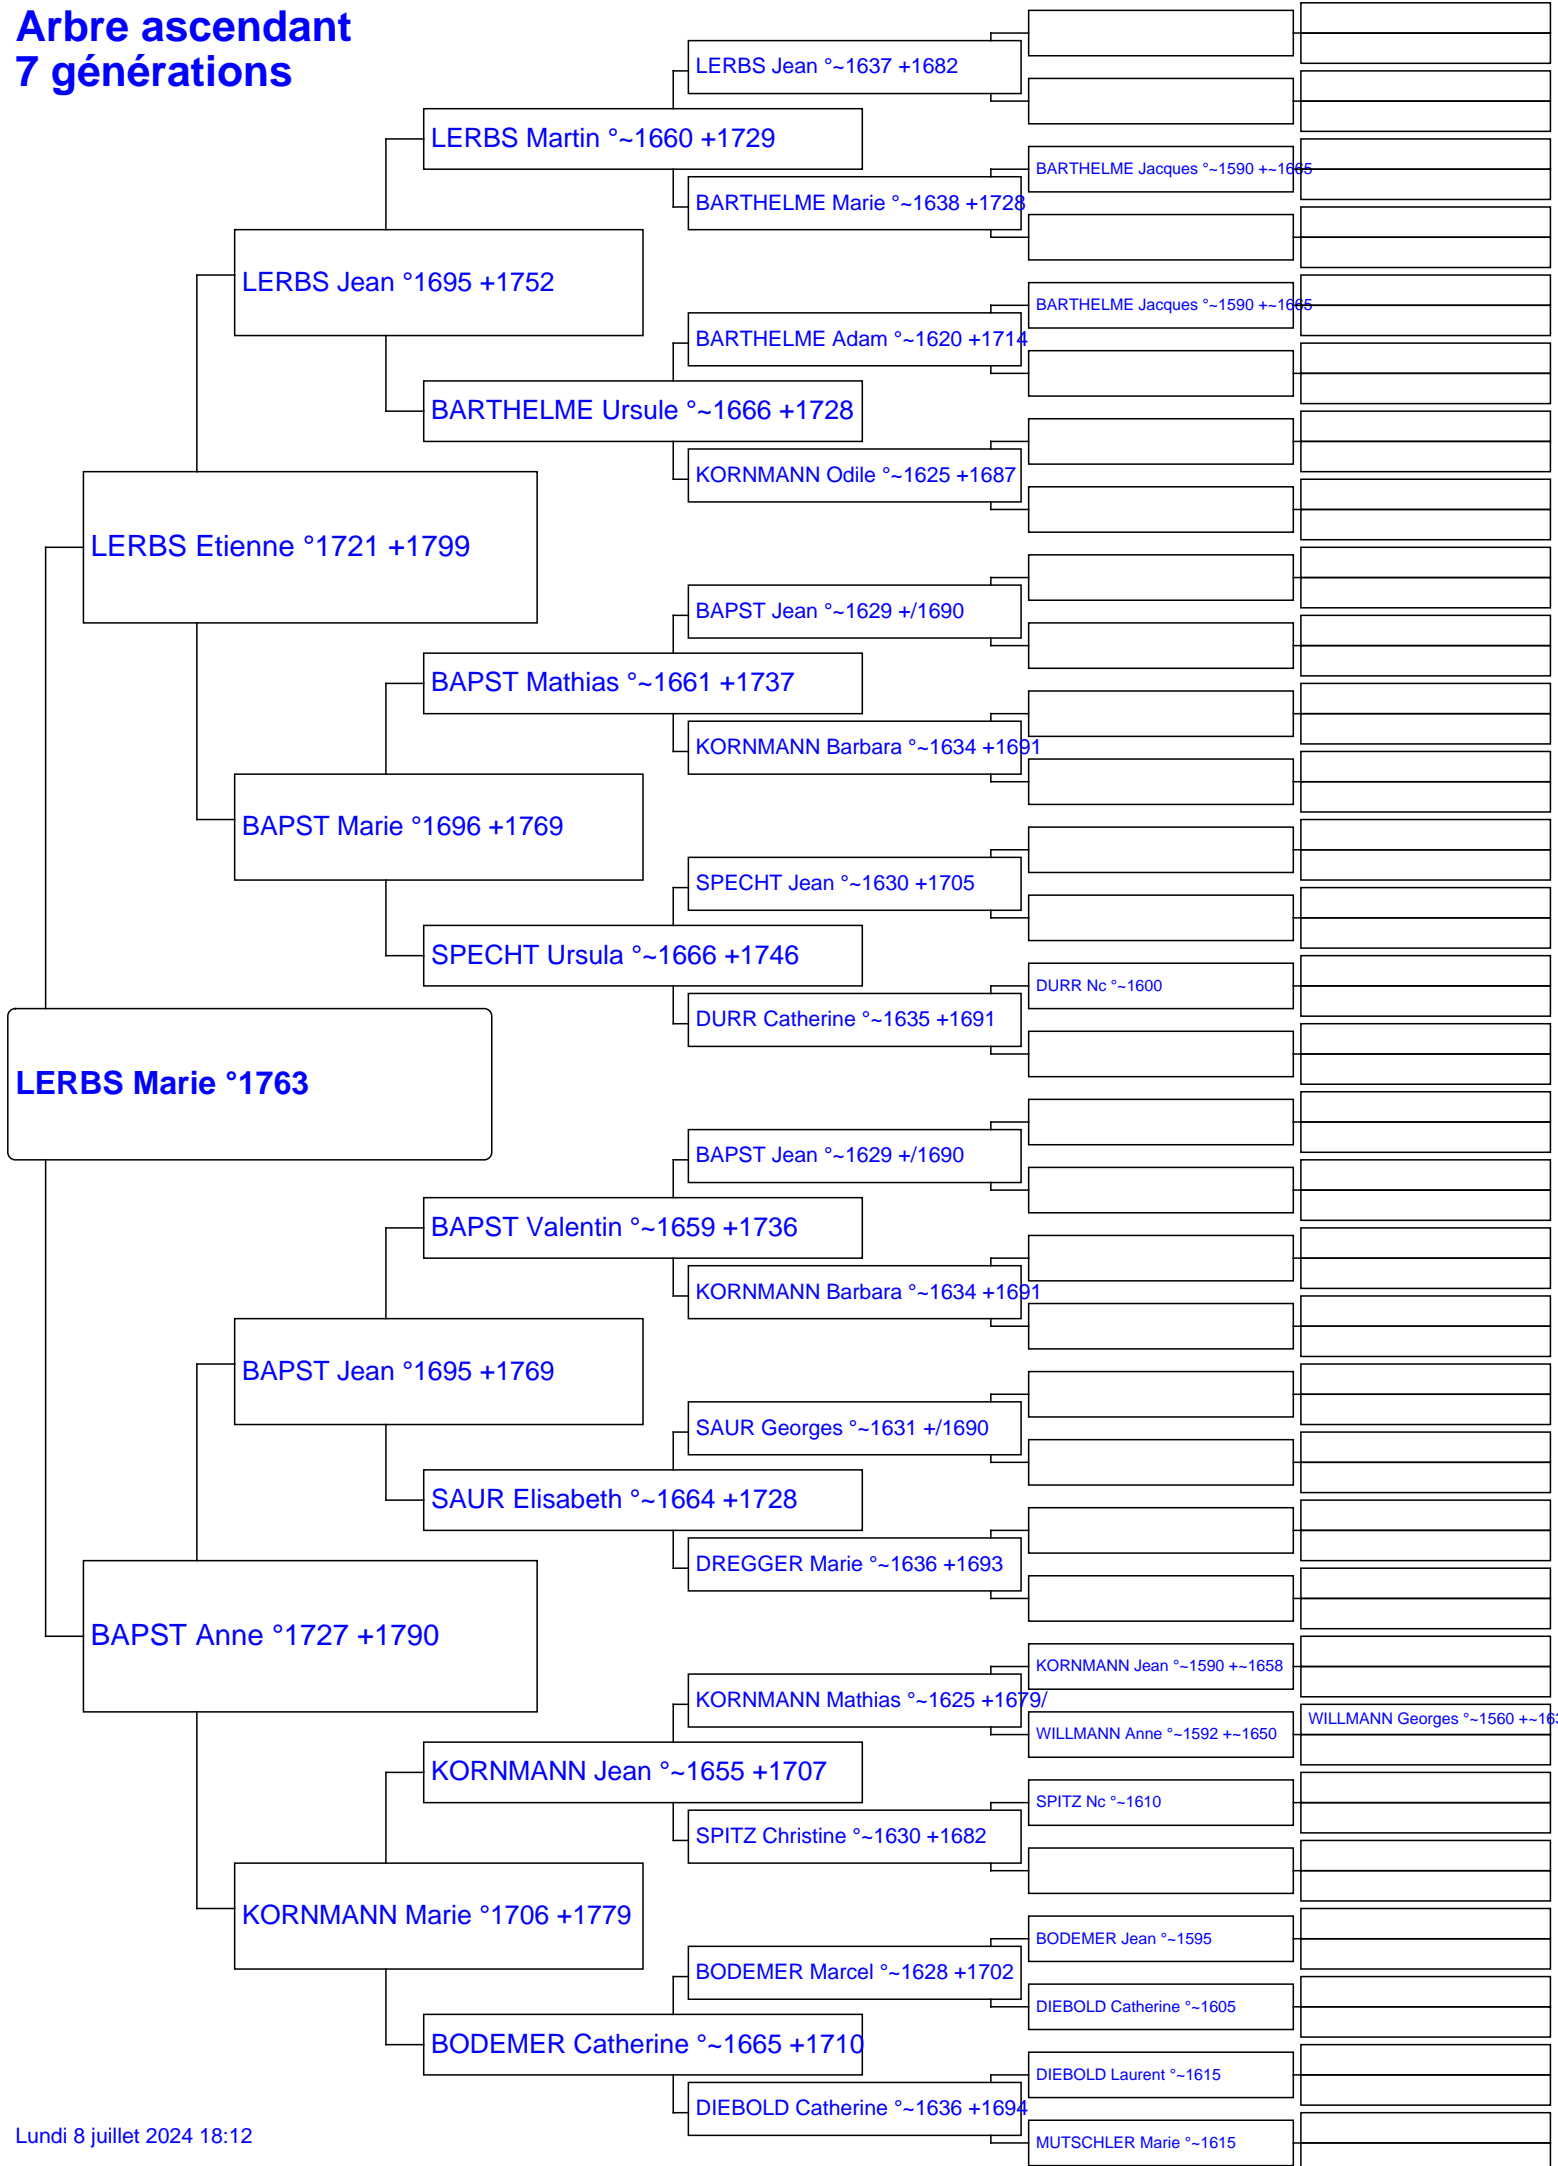 Arbre ascendant
7 générations
LERBS Jean °~1637 +1682
LERBS Martin °~1660 +1729
BARTHELME Jacques °~1590 +~1665
BARTHELME Marie °~1638 +1728
LERBS Jean °1695 +1752
BARTHELME Jacques °~1590 +~1665
BARTHELME Adam °~1620 +1714
BARTHELME Ursule °~1666 +1728
KORNMANN Odile °~1625 +1687
LERBS Etienne °1721 +1799
BAPST Jean °~1629 +/1690
BAPST Mathias °~1661 +1737
KORNMANN Barbara °~1634 +1691
BAPST Marie °1696 +1769
SPECHT Jean °~1630 +1705
SPECHT Ursula °~1666 +1746
DURR Nc °~1600
DURR Catherine °~1635 +1691
LERBS Marie °1763
BAPST Jean °~1629 +/1690
BAPST Valentin °~1659 +1736
KORNMANN Barbara °~1634 +1691
BAPST Jean °1695 +1769
SAUR Georges °~1631 +/1690
SAUR Elisabeth °~1664 +1728
DREGGER Marie °~1636 +1693
BAPST Anne °1727 +1790
KORNMANN Jean °~1590 +~1658
KORNMANN Mathias °~1625 +1679/
WILLMANN Georges °~1560 +~163
WILLMANN Anne °~1592 +~1650
KORNMANN Jean °~1655 +1707
SPITZ Nc °~1610
SPITZ Christine °~1630 +1682
KORNMANN Marie °1706 +1779
BODEMER Jean °~1595
BODEMER Marcel °~1628 +1702
DIEBOLD Catherine °~1605
BODEMER Catherine °~1665 +1710
DIEBOLD Laurent °~1615
DIEBOLD Catherine °~1636 +1694
MUTSCHLER Marie °~1615
Lundi 8 juillet 2024 18:12